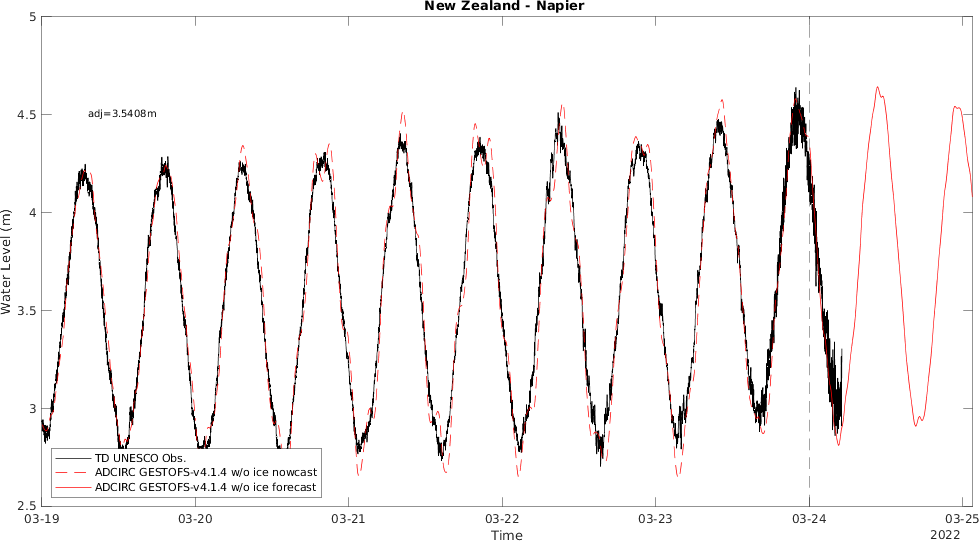 New Zealand - Napier
5
adj=3.5408m
4.5
4
Water Level (m)
3.5
3
TD UNESCO Obs.
ADCIRC GESTOFS-v4.1.4 w/o ice nowcast
ADCIRC GESTOFS-v4.1.4 w/o ice forecast
2.5
03-19 03-20 03-21 03-22 03-23 03-24 03-25
Time 2022